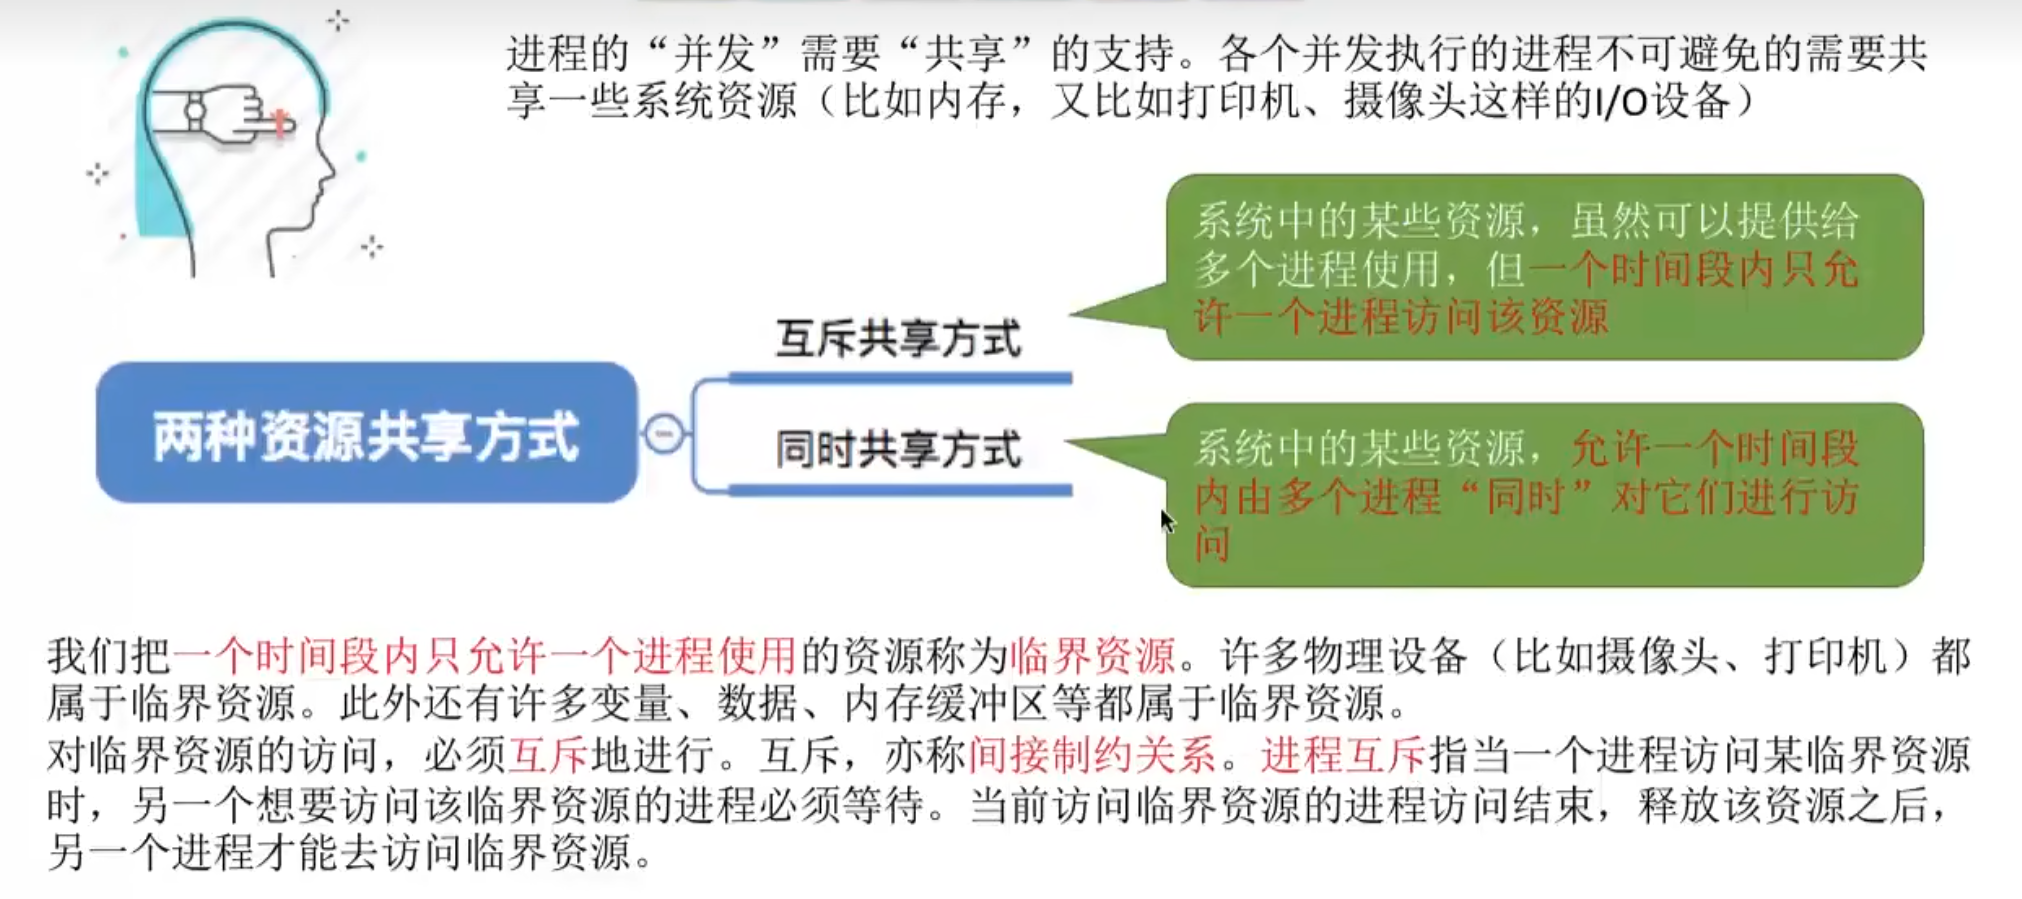 进程的“并发”需要“共享”的支持。各个并发执行的进程不可避免的需要共
享一些系统资源（比如内存，又比如打印机、摄像头这样的I/O设备）
系统中的某些资源，虽然可以提供给
多个进程使用，但一个时间段内只允
许一个进程访问该资源
互斥共享方式
两种资源共享方式
同时共享方式
系统中的某些资源，允许一个时间段
内由多个进程“同时”对它们进行访
问
我们把一个时间段内只允许一个进程使用的资源称为临界资源。许多物理设备（比如摄像头、打印机）都
属于临界资源。此外还有许多变量、数据、内存缓冲区等都属于临界资源。
对临界资源的访问，必须互斥地进行。互斥，亦称间接制约关系。进程互斥指当一个进程访问某临界资源
时，另一个想要访问该临界资源的进程必须等待。当前访问临界资源的进程访问结束，释放该资源之后，
另一个进程才能去访问临界资源。